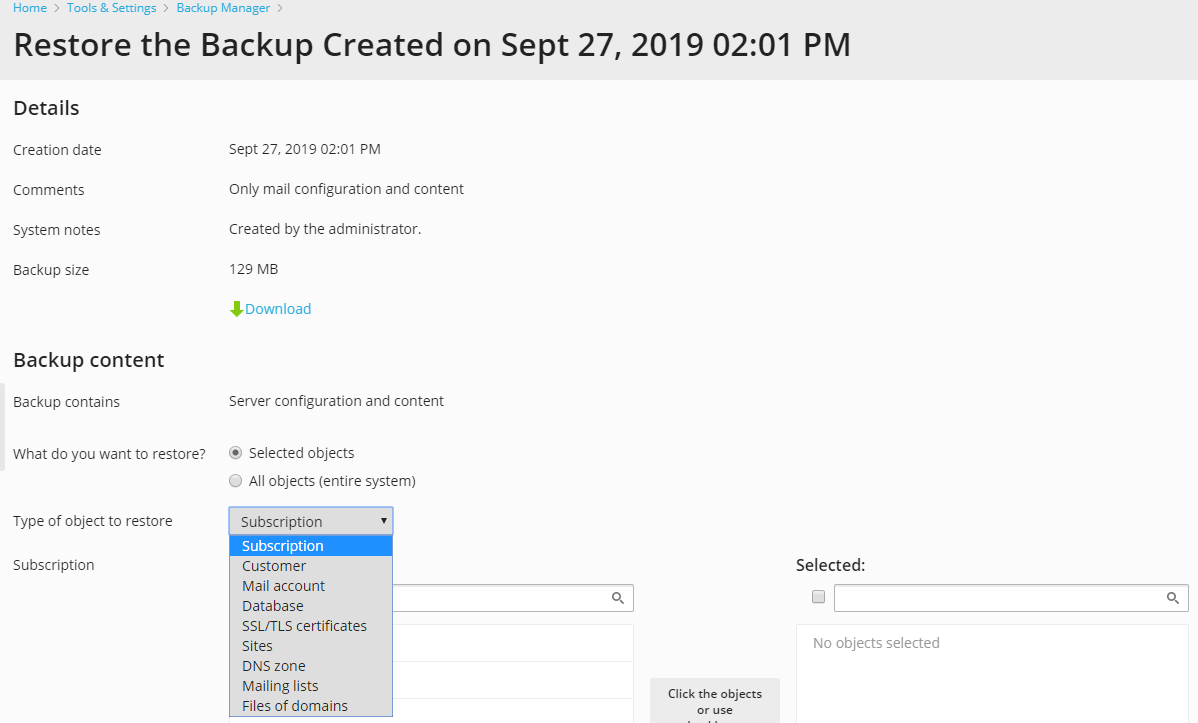 Home > Tools & Settings > Backup Manager >
Restore the Backup Created on Sept 27, 2019 02:01 PM
Details
Creation date Sept 27, 2019 02:01 PM
Comments Only mail configuration and content
System notes Created by the administrator.
Backup size 129 MB
Download
Backup content
Backup contains Server configuration and content
What do you want to restore? Selected objects
All objects (entire system)
Type of object to restore Subscription
Subscription
Customer
Mail account
Database
SSL/TLS certificates
Sites
DNS zone
Mailing lists
Files of domains
Subscription
Selected:
No objects selected
Click the objects
or use